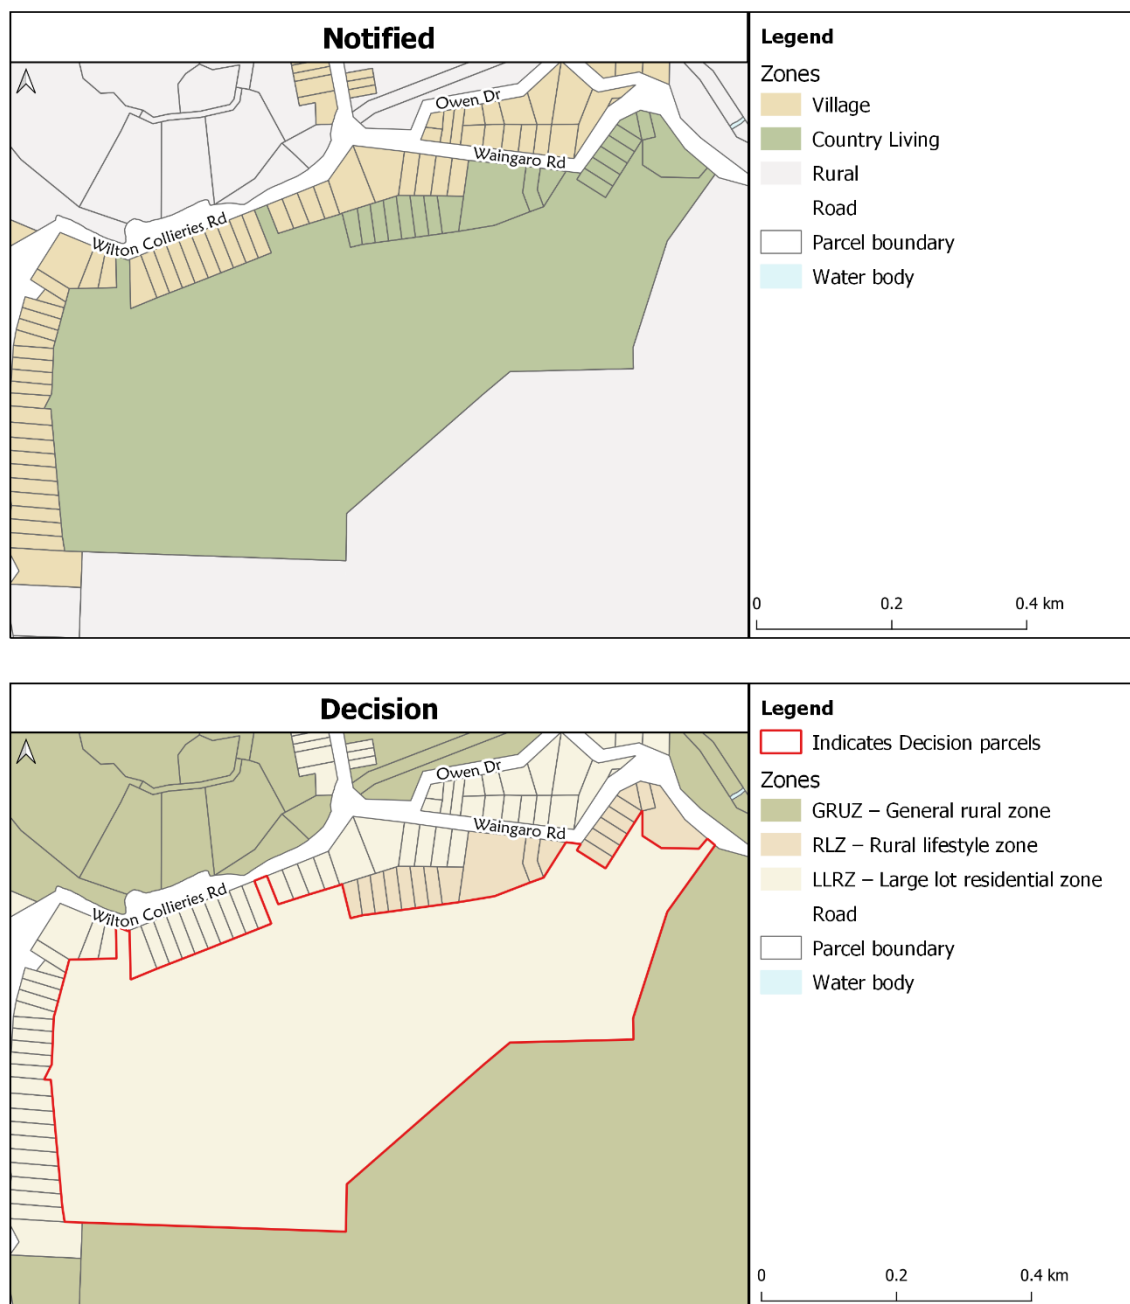 Notified
Owen Dr
Waingaro Rd
Wilton Collieries Rd
Legend
Zones
Village
Country Living
Rural
Road
Parcel boundary
Water body
0 0.2 0.4 km
Decision
Owen Dr
Waingaro Rd
Wilton Collieries Rd
Legend
Indicates Decision parcels
Zones
GRUZ – General rural zone
RLZ – Rural lifestyle zone
LLRZ – Large lot residential zone
Road
Parcel boundary
Water body
0 0.2 0.4 km